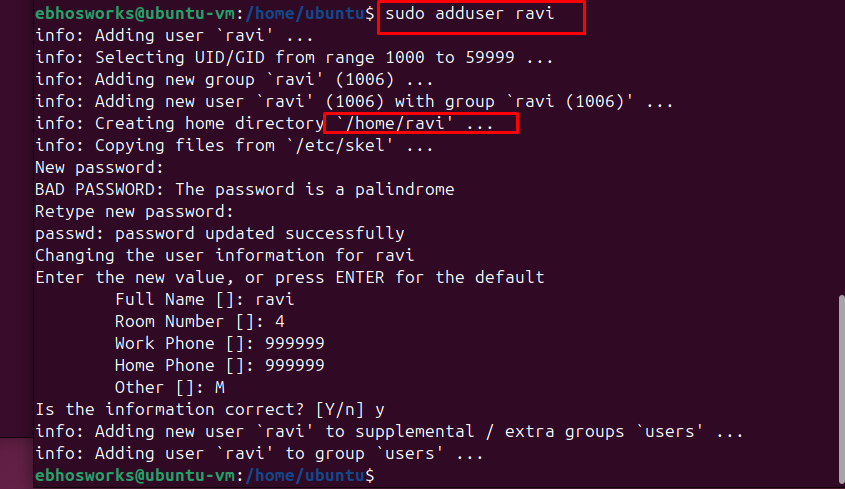 ebhosworks@ubuntu-vm:/home/ubuntu$ sudo adduser ravi
info: Adding user `ravi' ...
info: Selecting UID/GID from range 1000 to 59999 ...
info: Adding new group `ravi' (1006) ...
info: Adding new user `ravi' (1006) with group `ravi (1006)' ...
info: Creating home directory `/home/ravi' ...
info: Copying files from `/etc/skel' ...
New password:
BAD PASSWORD: The password is a palindrome
Retype new password:
passwd: password updated successfully
Changing the user information for ravi
Enter the new value, or press ENTER for the default
Full Name []: ravi
Room Number []: 4
Work Phone []: 999999
Home Phone []: 999999
Other []: M
Is the information correct? [Y/n] y
info: Adding new user `ravi' to supplemental / extra groups `users' ...
info: Adding user `ravi' to group `users' ...
ebhosworks@ubuntu-vm:/home/ubuntu$